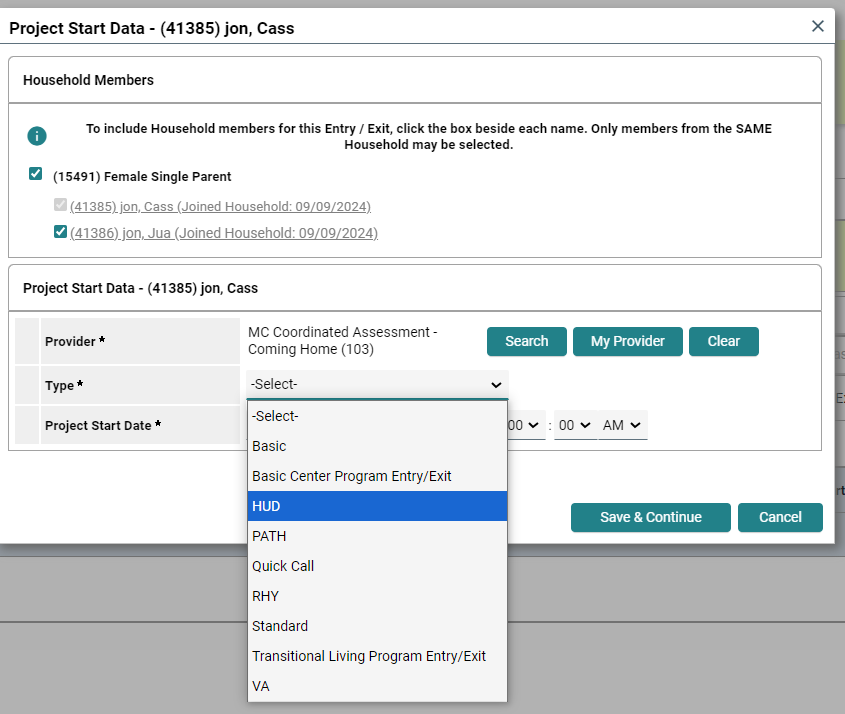 Project Start Data - (41385) jon, Cass
Household Members
To include Household members for this Entry / Exit, click the box beside each name. Only members from the SAME
Household may be selected.
(15491) Female Single Parent
(41385) jon, Cass (Joined Household: 09/09/2024)
(41386) jon, Jua (Joined Household: 09/09/2024)
Project Start Data - (41385) jon, Cass
Provider *
MC Coordinated Assessment -
Coming Home (103)
Search
My Provider
Clear
Type *
-Select-
Project Start Date *
00 : 00 AM
-Select-
Basic
Basic Center Program Entry/Exit
HUD
PATH
Quick Call
RHY
Standard
Transitional Living Program Entry/Exit
VA
Save & Continue
Cancel